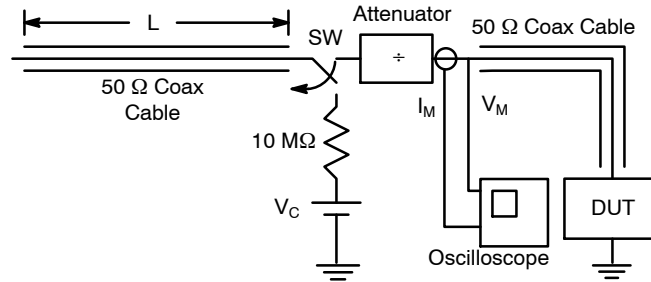 L
50 Ω Coax
Cable
SW
Attenuator
÷
50 Ω Coax Cable
I_M
V_M
10 MΩ
V_C
Oscilloscope
DUT